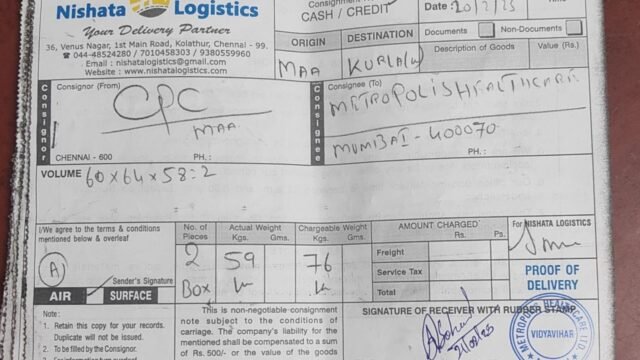 Nishata Logistics
Your Delivery Partner
36, Venus Nagar, 1st Main Road, Kolathur, Chennai - 99.
044-48524280 / 7010458303 / 9380559960
Email : nishatalogistics@gmail.com
Website : www.nishatalogistics.com
CASH / CREDIT
Date :
ORIGIN
DESTINATION
Documents
Non-Documents
Description of Goods
Value (Rs.)
MAA
KURLA(W)
Consignor
Consignor (From)
CPC
MAA
CHENNAI - 600
PH. :
Consignee
Consignee (To)
METROPOLIS HEALTHCARE
MUMBAI - 400070
PH. :
VOLUME 60 x 64 x 58 : 2
I/We agree to the terms & conditions
mentioned below & overleaf
A
Sender's Signature
AIR
SURFACE
No. of Pieces
Actual Weight
Kgs. Gms.
Chargeable Weight
Kgs. Gms.
2 59 76
Box
AMOUNT CHARGED
Rs. Ps.
Freight
Service Tax
Total
For NISHATA LOGISTICS
PROOF OF
DELIVERY
Note :
1. Retain this copy for your records.
Duplicate will not be issued.
2. To be filled by the Consignor.
This is non-negotiable consignment
note subject to the conditions of
carriage. The company's liability for the
mentioned shall be compensated to a sum
of Rs. 500/- or the value of the goods
SIGNATURE OF RECEIVER WITH RUBBER STAMP
METROPOLIS HEALTHCARE LTD
VIDYAVIHAR